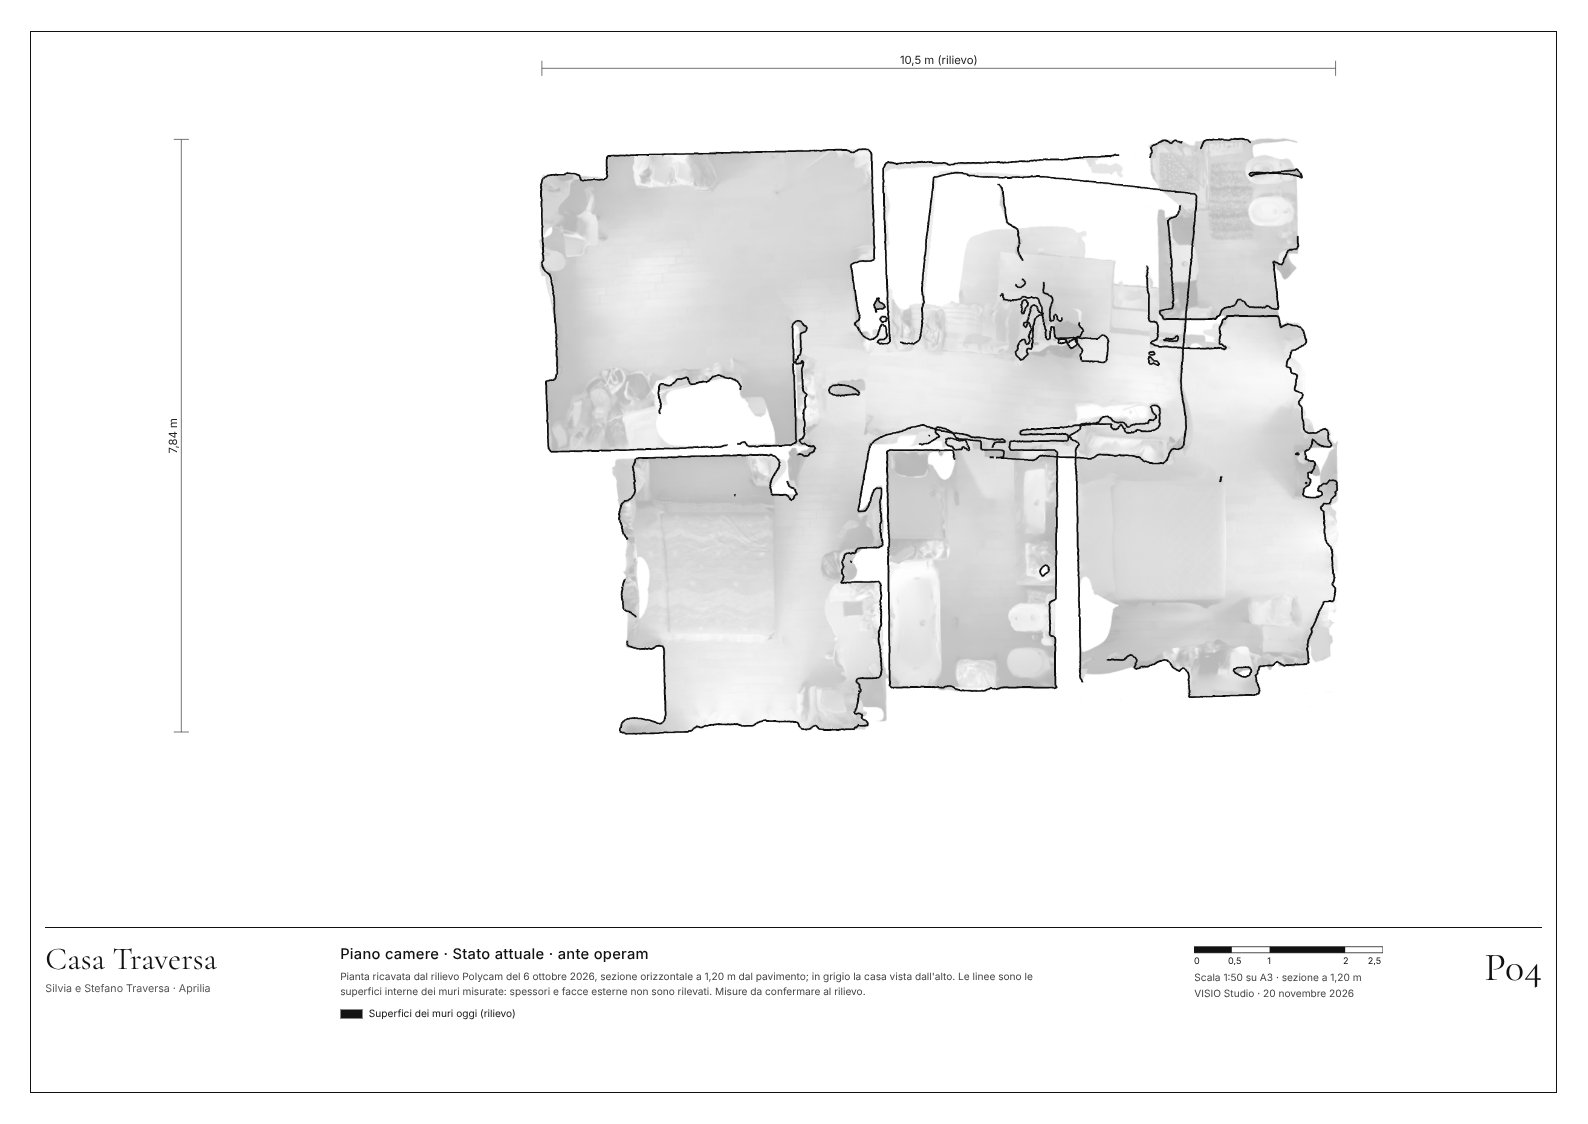 10,5 m (rilievo)
7,84 m
Casa Traversa
Silvia e Stefano Traversa · Aprilia
Piano camere · Stato attuale · ante operam
Pianta ricavata dal rilievo Polycam del 6 ottobre 2026, sezione orizzontale a 1,20 m dal pavimento; in grigio la casa vista dall'alto. Le linee sono le
superfici interne dei muri misurate: spessori e facce esterne non sono rilevati. Misure da confermare al rilievo.
Superfici dei muri oggi (rilievo)
0 0,5 1 2 2,5
Scala 1:50 su A3 · sezione a 1,20 m
VISIO Studio · 20 novembre 2026
P04